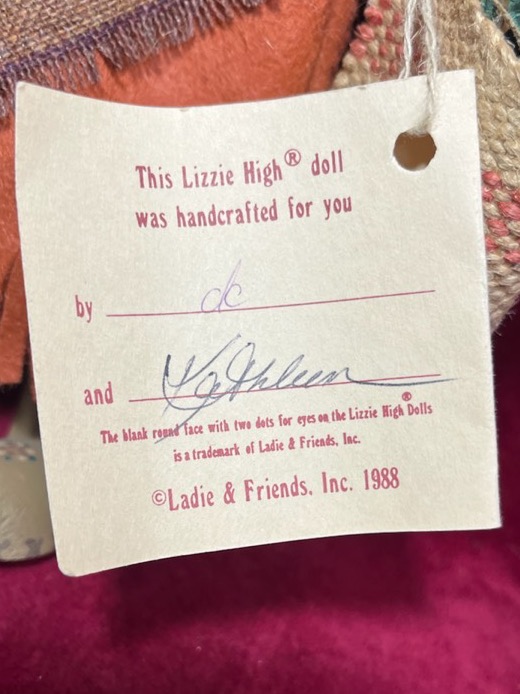 This Lizzie High® doll
was handcrafted for you
by dc
and Kathleen
The blank round face with two dots for eyes on the Lizzie High® Dolls
is a trademark of Ladie & Friends, Inc.
©Ladie & Friends, Inc. 1988